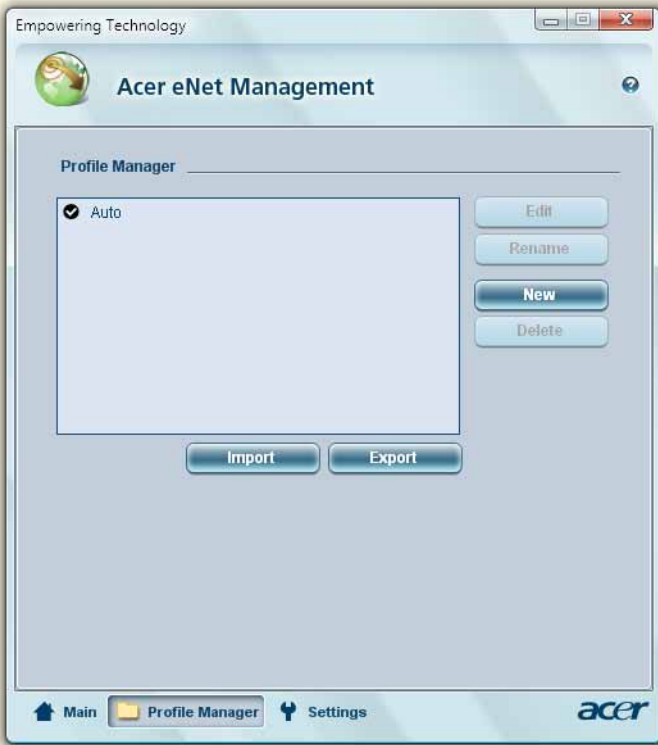 Empowering Technology
Acer eNet Management
Profile Manager
Auto
Edit
Rename
New
Delete
Import Export
Main Profile Manager Settings acer